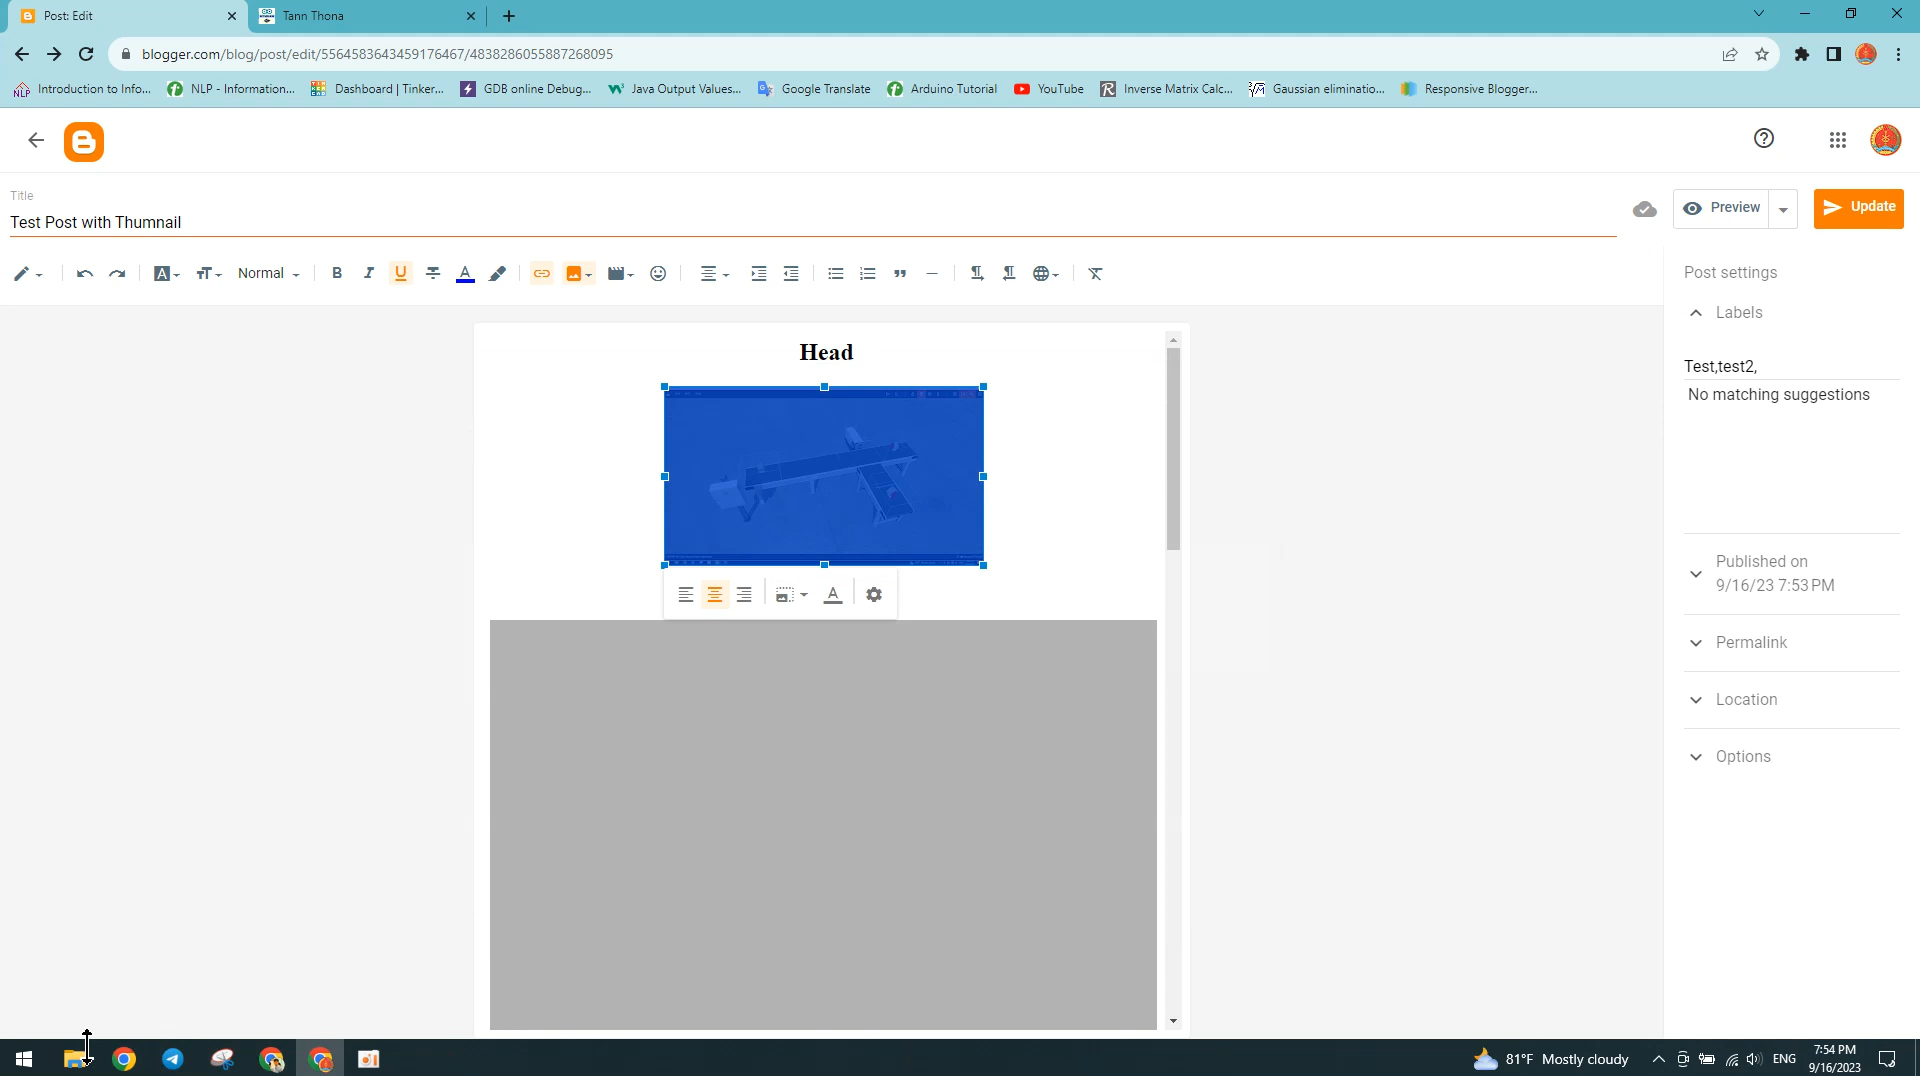 Post: Edit
Tann Thona
blogger.com/blog/post/edit/5564583643459176467/4838286055887268095
Introduction to Info...
NLP - Information...
Dashboard | Tinker...
GDB online Debug...
Java Output Values...
Google Translate
Arduino Tutorial
YouTube
Inverse Matrix Calc...
Gaussian eliminatio...
Responsive Blogger...
Title
Test Post with Thumnail
Preview
Update
Normal
Post settings
Labels
Head
Test,test2,
No matching suggestions
Published on
9/16/23 7:53 PM
Permalink
Location
Options
81°F Mostly cloudy
ENG
7:54 PM
9/16/2023